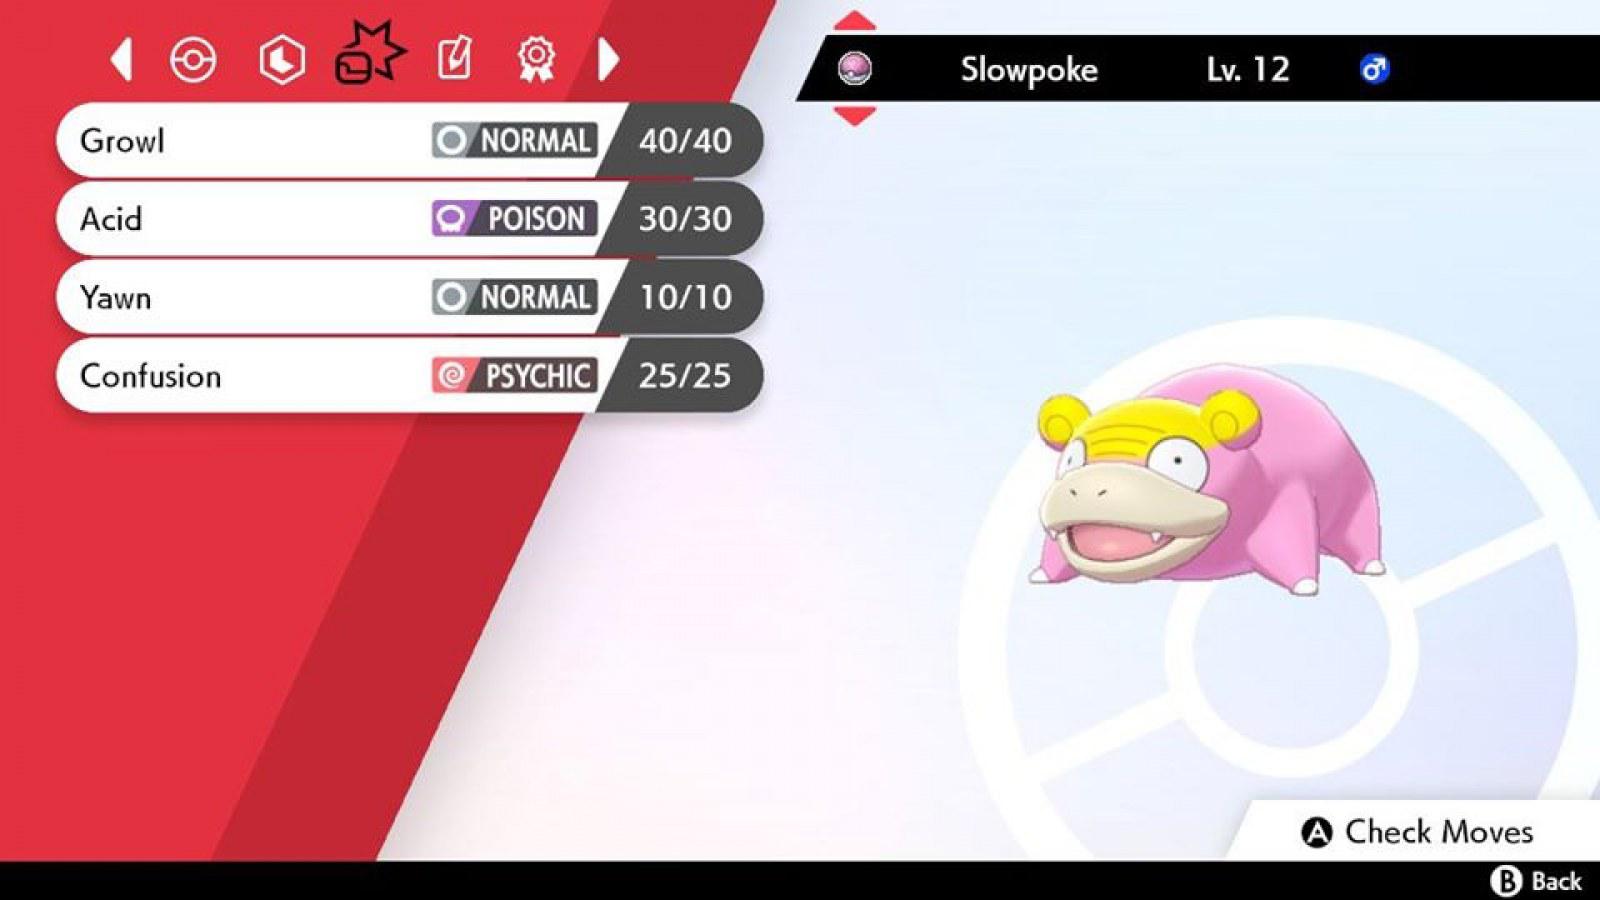 Slowpoke Lv. 12
Growl NORMAL 40/40
Acid POISON 30/30
Yawn NORMAL 10/10
Confusion PSYCHIC 25/25
A Check Moves
B Back